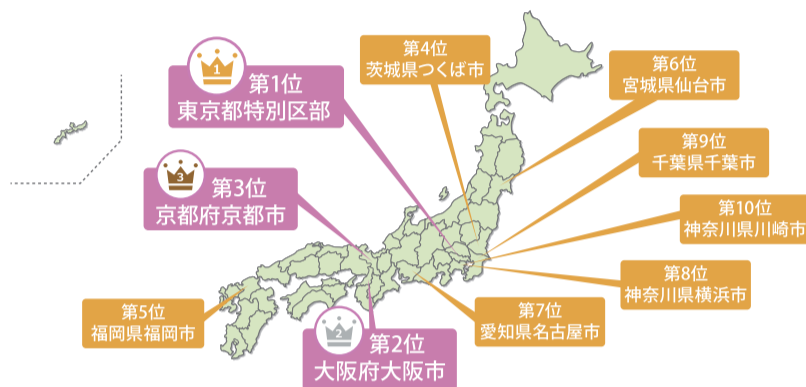 1
第1位
東京都特別区部
第4位
茨城県つくば市
第6位
宮城県仙台市
第9位
千葉県千葉市
3
第3位
京都府京都市
第10位
神奈川県川崎市
第8位
神奈川県横浜市
第5位
福岡県福岡市
2
第2位
大阪府大阪市
第7位
愛知県名古屋市